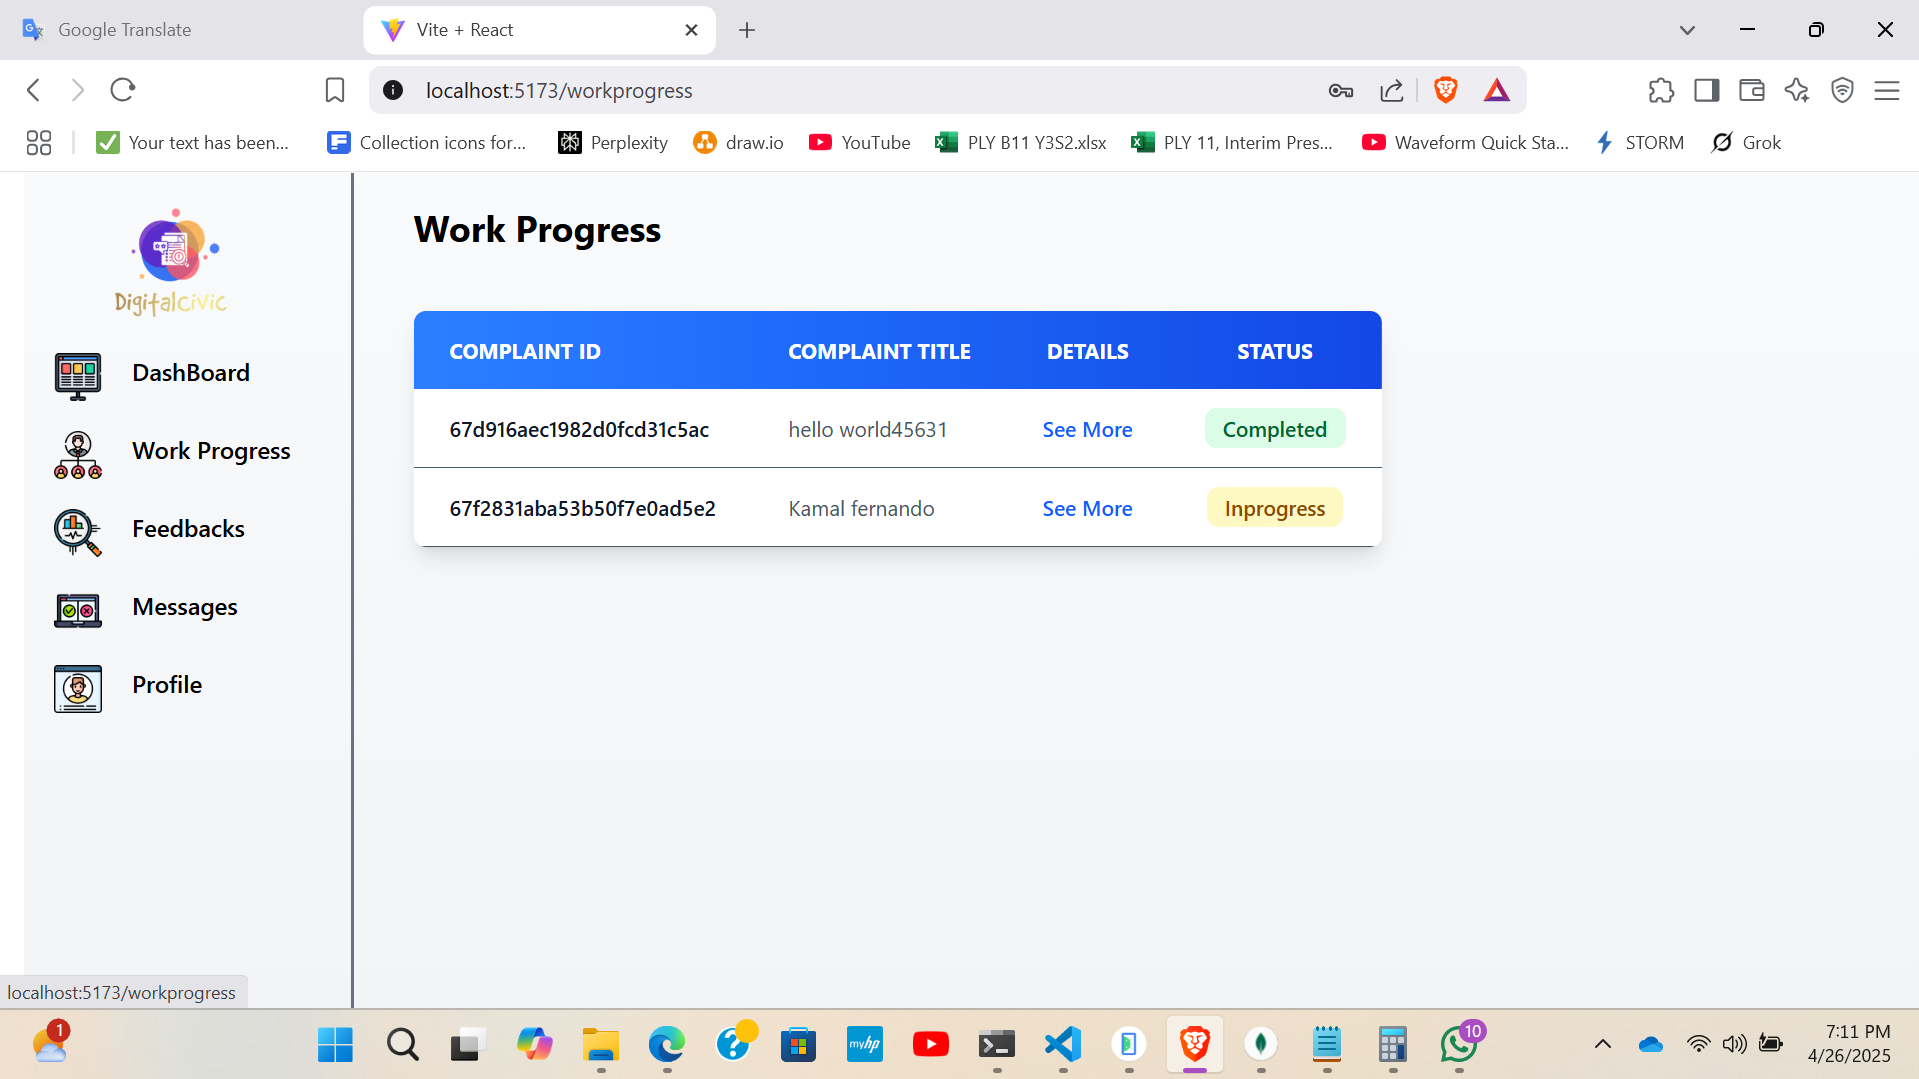 Google Translate
Vite + React
localhost:5173/workprogress
Your text has been...
Collection icons for...
Perplexity
draw.io
YouTube
PLY B11 Y3S2.xlsx
PLY 11, Interim Pres...
Waveform Quick Sta...
STORM
Grok
Digitalcivic
DashBoard
Work Progress
Feedbacks
Messages
Profile
Work Progress
COMPLAINT ID COMPLAINT TITLE DETAILS STATUS
67d916aec1982d0fcd31c5ac hello world45631 See More Completed
67f2831aba53b50f7e0ad5e2 Kamal fernando See More Inprogress
localhost:5173/workprogress
1
myhp
10
7:11 PM
4/26/2025